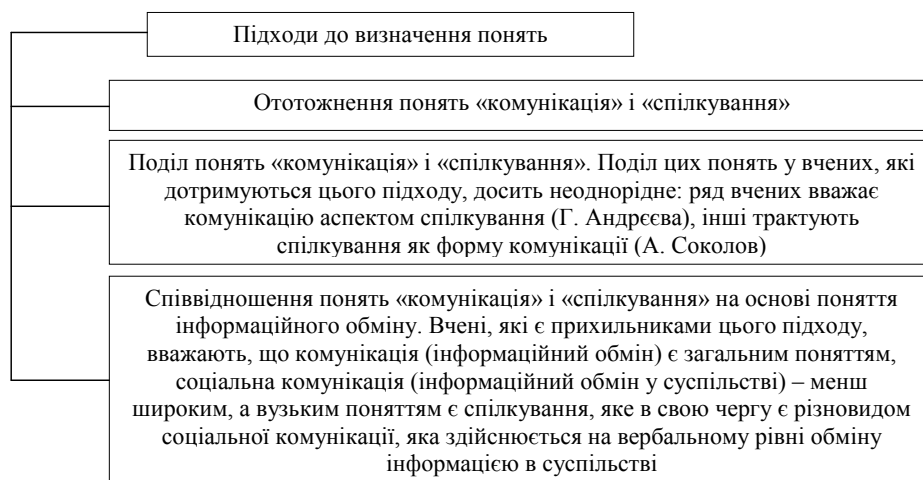 Підходи до визначення понять
Ототожнення понять «комунікація» і «спілкування»
Поділ понять «комунікація» і «спілкування». Поділ цих понять у вчених, які
дотримуються цього підходу, досить неоднорідне: ряд вчених вважає
комунікацію аспектом спілкування (Г. Андрєєва), інші трактують
спілкування як форму комунікації (А. Соколов)
Співвідношення понять «комунікація» і «спілкування» на основі поняття
інформаційного обміну. Вчені, які є прихильниками цього підходу,
вважають, що комунікація (інформаційний обмін) є загальним поняттям,
соціальна комунікація (інформаційний обмін у суспільстві) – менш
широким, а вузьким поняттям є спілкування, яке в свою чергу є різновидом
соціальної комунікації, яка здійснюється на вербальному рівні обміну
інформацією в суспільстві